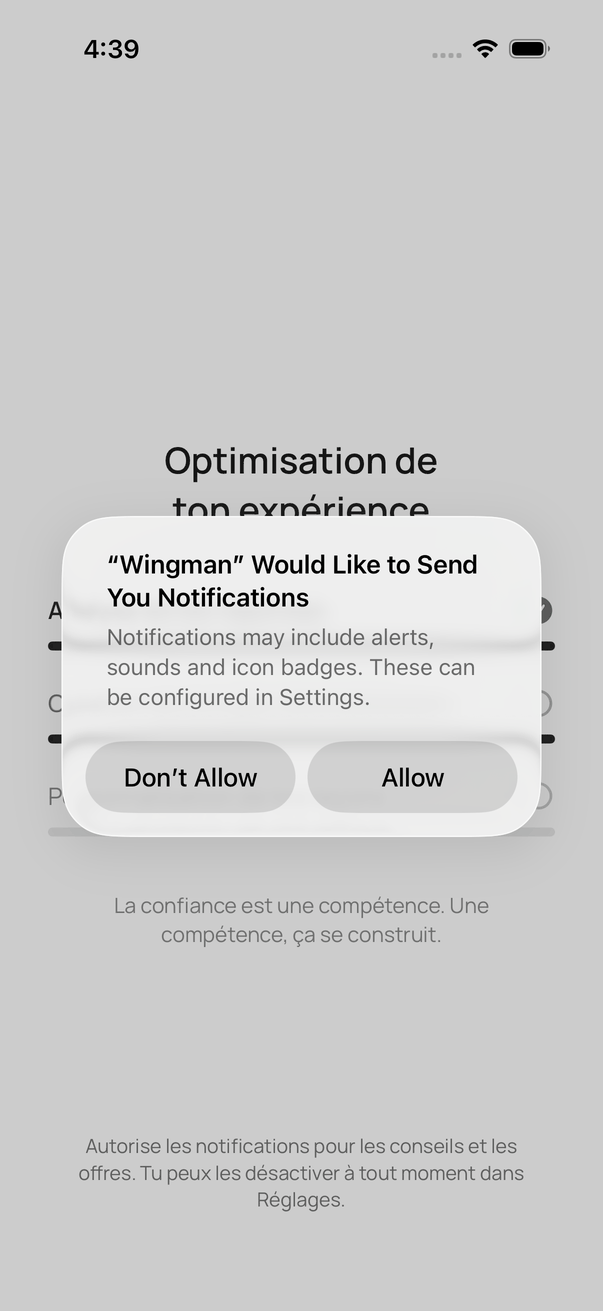 4:39
Optimisation de
ton expérience
“Wingman” Would Like to Send
You Notifications
Notifications may include alerts,
sounds and icon badges. These can
be configured in Settings.
Don’t Allow
Allow
La confiance est une compétence. Une
compétence, ça se construit.
Autorise les notifications pour les conseils et les
offres. Tu peux les désactiver à tout moment dans
Réglages.